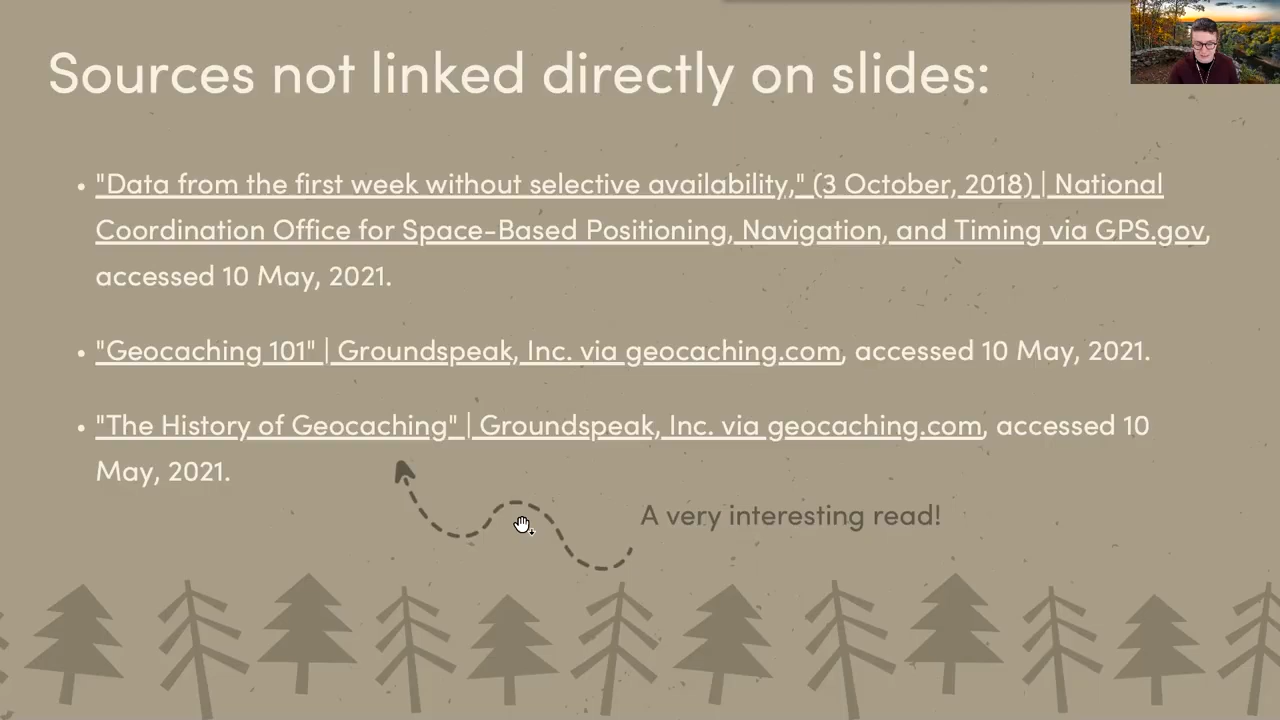 Sources not linked directly on slides:
• "Data from the first week without selective availability," (3 October, 2018) | National
Coordination Office for Space-Based Positioning, Navigation, and Timing via GPS.gov,
accessed 10 May, 2021.
• "Geocaching 101" | Groundspeak, Inc. via geocaching.com, accessed 10 May, 2021.
• "The History of Geocaching" | Groundspeak, Inc. via geocaching.com, accessed 10
May, 2021.
A very interesting read!